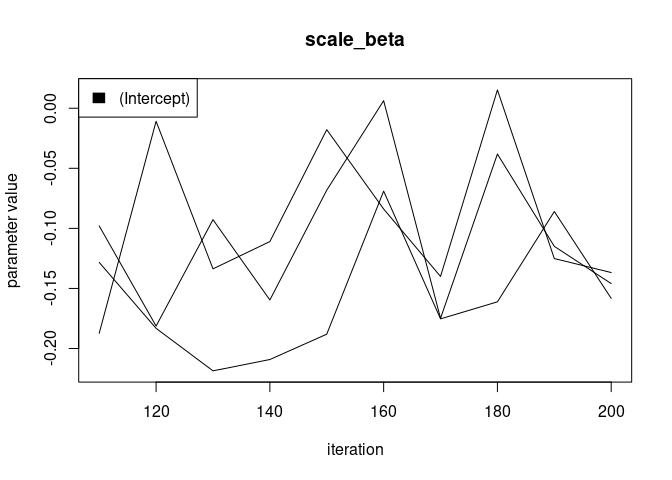 scale_beta
(Intercept)
0.00
-0.05
-0.10
-0.15
-0.20
parameter value
120 140 160 180 200
iteration